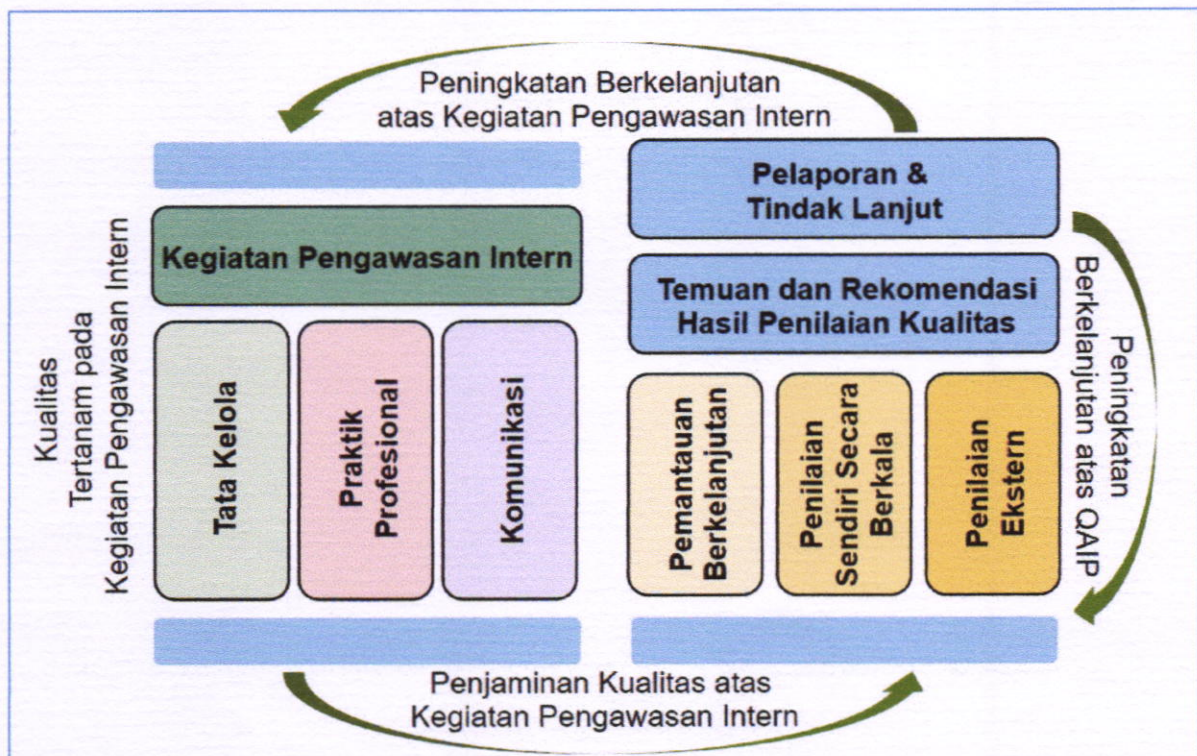 Peningkatan Berkelanjutan
atas Kegiatan Pengawasan Intern
Kualitas
Tertanam pada
Kegiatan Pengawasan Intern
Kegiatan Pengawasan Intern
Tata Kelola
Praktik
Profesional
Komunikasi
Pelaporan &
Tindak Lanjut
Temuan dan Rekomendasi
Hasil Penilaian Kualitas
Pemantauan
Berkelanjutan
Penilaian
Sendiri Secara
Berkala
Penilaian
Ekstern
Peningkatan
Berkelanjutan atas QAIP
Penjaminan Kualitas atas
Kegiatan Pengawasan Intern